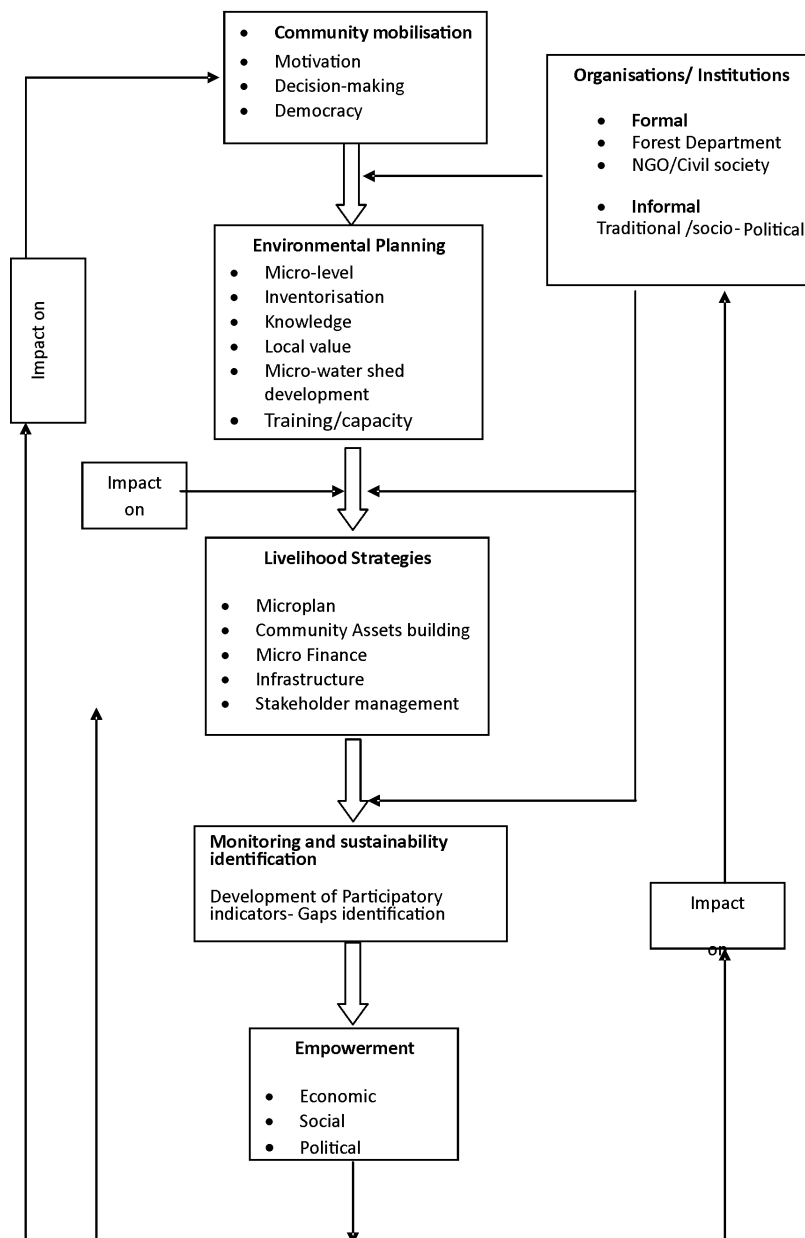 ● Community mobilisation
● Motivation
● Decision-making
● Democracy
Organisations/ Institutions
● Formal
● Forest Department
● NGO/Civil society
● Informal
Traditional /socio- Political
Environmental Planning
● Micro-level
● Inventorisation
● Knowledge
● Local value
● Micro-water shed
development
● Training/capacity
Impact on
Impact
on
Livelihood Strategies
● Microplan
● Community Assets building
● Micro Finance
● Infrastructure
● Stakeholder management
Monitoring and sustainability
identification
Development of Participatory
indicators- Gaps identification
Impact
on
Empowerment
● Economic
● Social
● Political